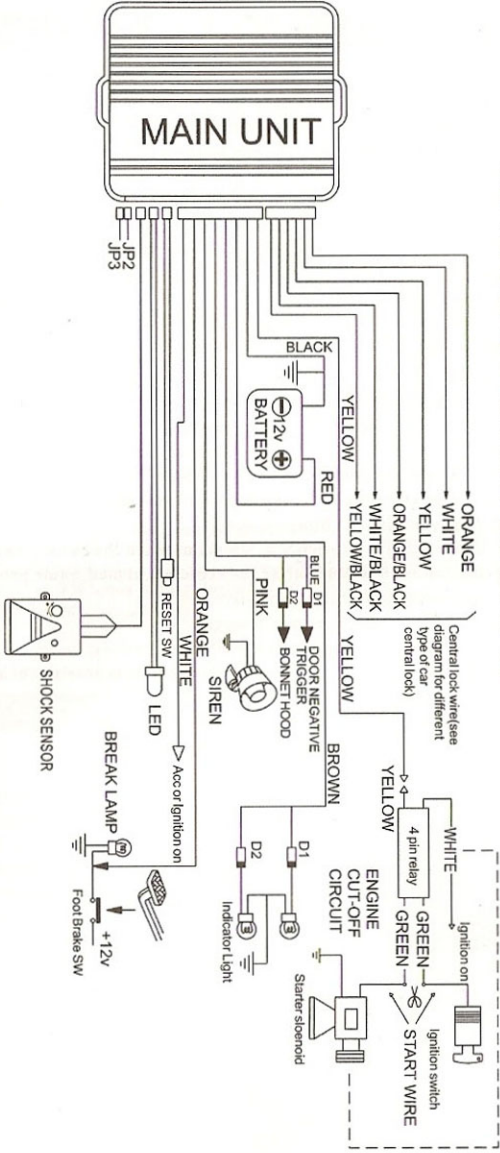 MAIN UNIT
JP2
JP3
ORANGE
WHITE
YELLOW
ORANGE/BLACK
WHITE/BLACK
YELLOW/BLACK
Central lock wire(see
diagram for different
type of car
central lock)
BLACK
12v
BATTERY
RED
YELLOW
YELLOW
YELLOW
4 pin relay
WHITE
Ignition on
GREEN
GREEN
Ignition switch
START WIRE
ENGINE
CUT-OFF
CIRCUIT
Starter sloenoid
BLUE
D1
D2
DOOR NEGATIVE
TRIGGER
BONNET HOOD
PINK
SIREN
BROWN
D1
D2
Indicator Light
ORANGE
WHITE
Acc or Ignition on
RESET SW
LED
SHOCK SENSOR
BREAK LAMP
+12v
Foot Brake SW